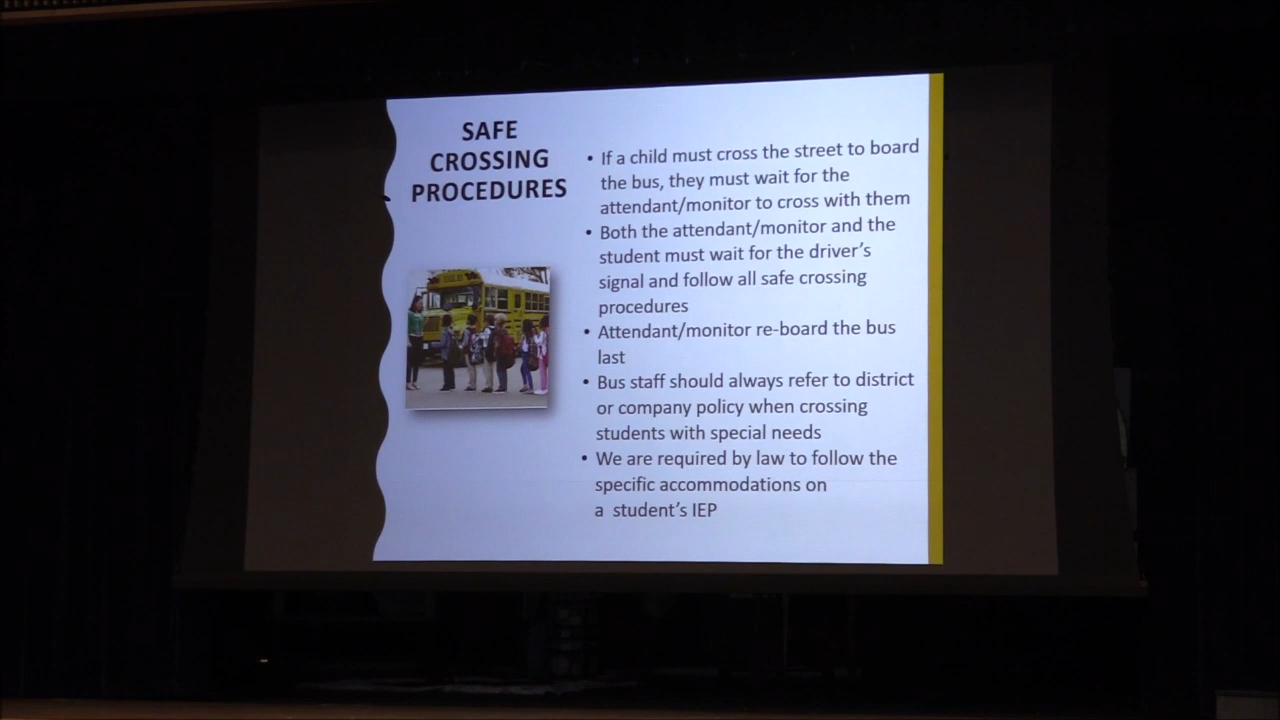 SAFE
CROSSING
PROCEDURES
• If a child must cross the street to board
the bus, they must wait for the
attendant/monitor to cross with them
• Both the attendant/monitor and the
student must wait for the driver's
signal and follow all safe crossing
procedures
• Attendant/monitor re-board the bus
last
• Bus staff should always refer to district
or company policy when crossing
students with special needs
• We are required by law to follow the
specific accommodations on
a student's IEP